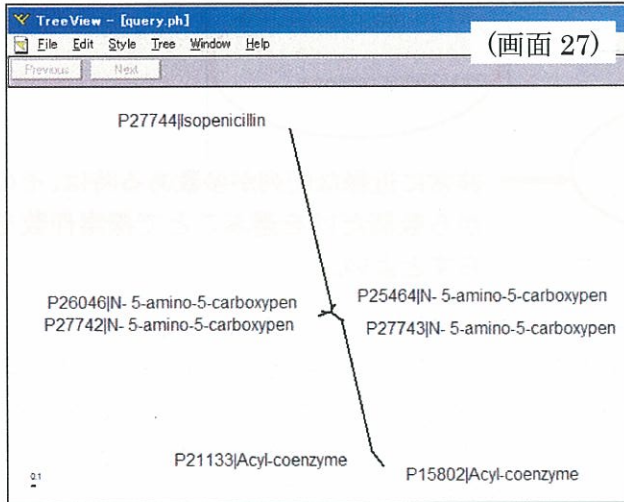 TreeView - [query.ph]
File Edit Style Tree Window Help
(画面 27)
Previous Next
P27744|Isopenicillin
P26046|N- 5-amino-5-carboxypen
P25464|N- 5-amino-5-carboxypen
P27742|N- 5-amino-5-carboxypen
P27743|N- 5-amino-5-carboxypen
P21133|Acyl-coenzyme
P15802|Acyl-coenzyme
0.1